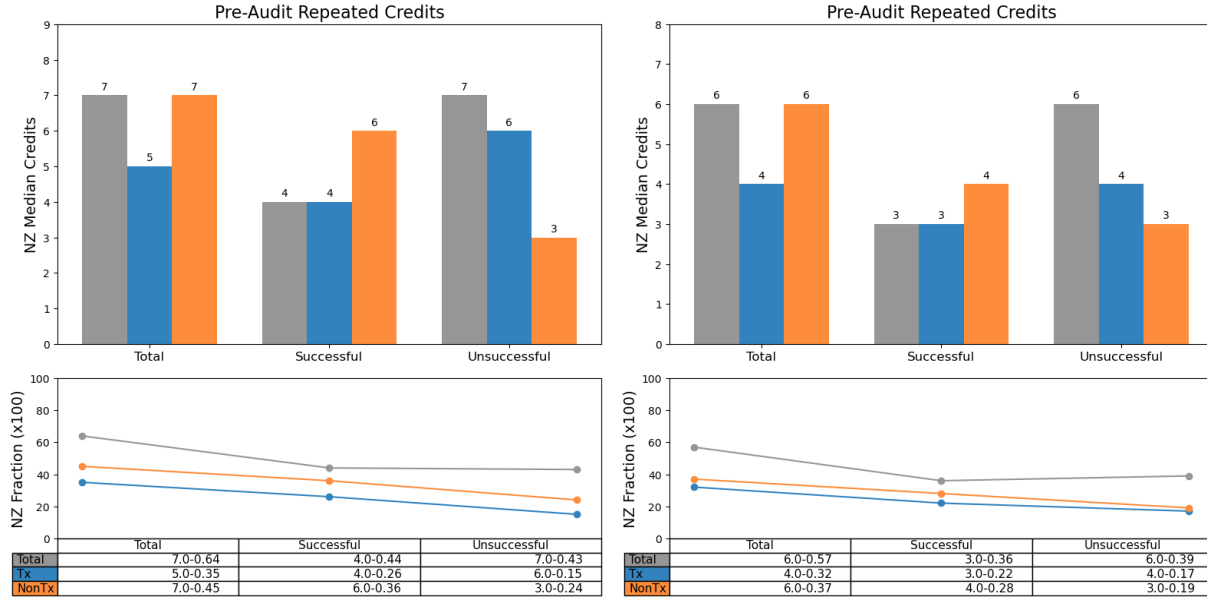 Pre-Audit Repeated Credits
NZ Median Credits
9
8
7
6
5
4
3
2
1
0
7
5
7
4
4
6
7
6
3
Total
Successful
Unsuccessful
NZ Fraction (x100)
100
80
60
40
20
0
Total Successful Unsuccessful
Total 7.0-0.64 4.0-0.44 7.0-0.43
Tx 5.0-0.35 4.0-0.26 6.0-0.15
NonTx 7.0-0.45 6.0-0.36 3.0-0.24
Pre-Audit Repeated Credits
NZ Median Credits
8
7
6
5
4
3
2
1
0
6
4
6
3
3
4
6
4
3
Total
Successful
Unsuccessful
NZ Fraction (x100)
100
80
60
40
20
0
Total Successful Unsuccessful
Total 6.0-0.57 3.0-0.36 6.0-0.39
Tx 4.0-0.32 3.0-0.22 4.0-0.17
NonTx 6.0-0.37 4.0-0.28 3.0-0.19